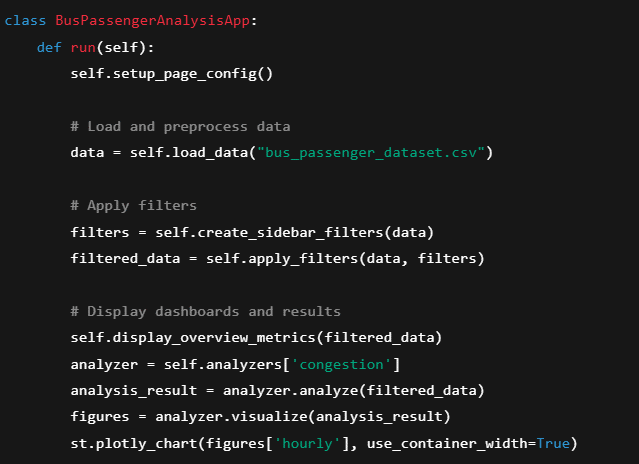 class BusPassengerAnalysisApp:
    def run(self):
        self.setup_page_config()

        # Load and preprocess data
        data = self.load_data("bus_passenger_dataset.csv")

        # Apply filters
        filters = self.create_sidebar_filters(data)
        filtered_data = self.apply_filters(data, filters)

        # Display dashboards and results
        self.display_overview_metrics(filtered_data)
        analyzer = self.analyzers['congestion']
        analysis_result = analyzer.analyze(filtered_data)
        figures = analyzer.visualize(analysis_result)
        st.plotly_chart(figures['hourly'], use_container_width=True)